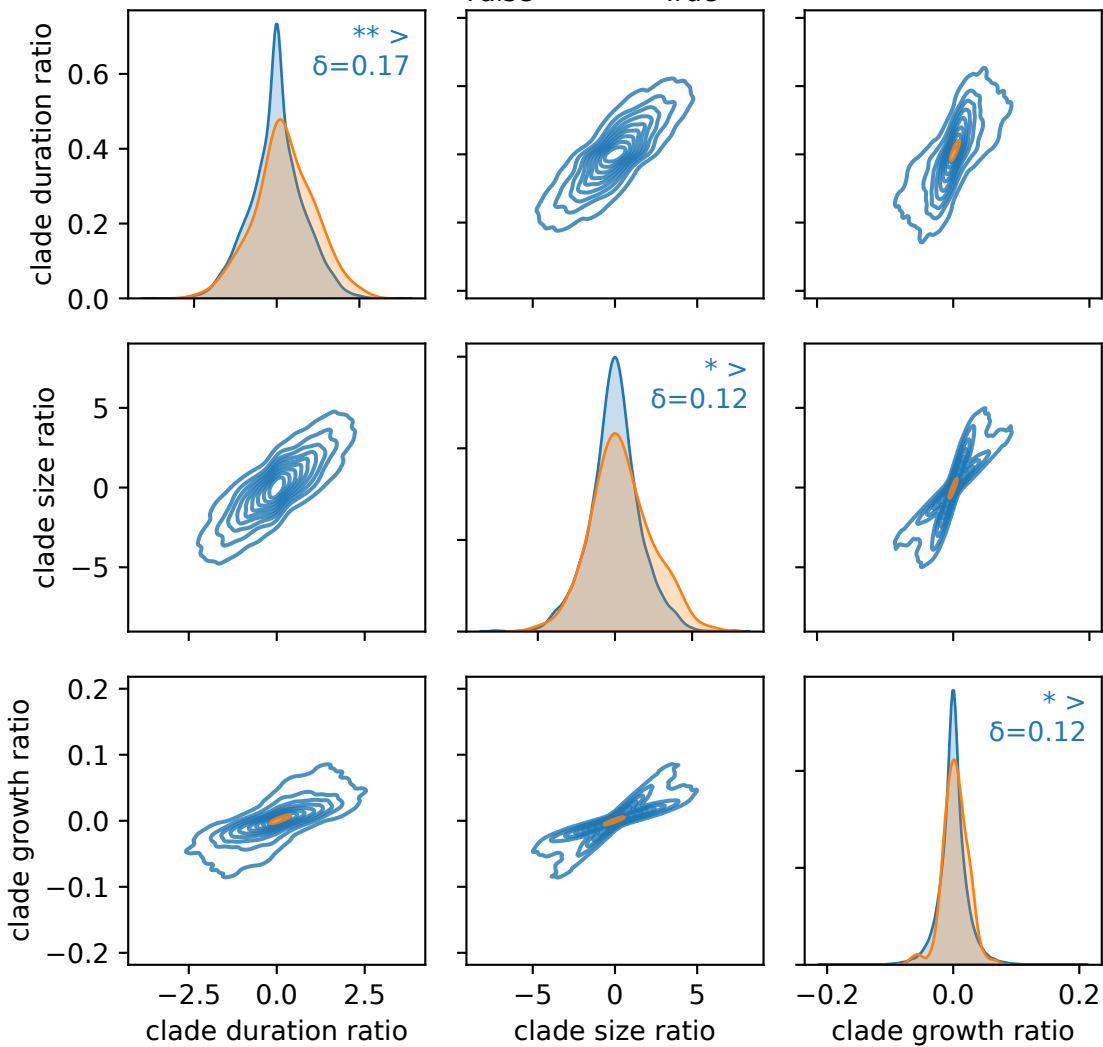 ** >
δ=0.17
clade duration ratio
0.6
0.4
0.2
0.0
* >
δ=0.12
clade size ratio
5
0
−5
* >
δ=0.12
clade growth ratio
0.2
0.1
0.0
−0.1
−0.2
−2.5 0.0 2.5 −5 0 5 −0.2 0.0 0.2
clade duration ratio clade size ratio clade growth ratio